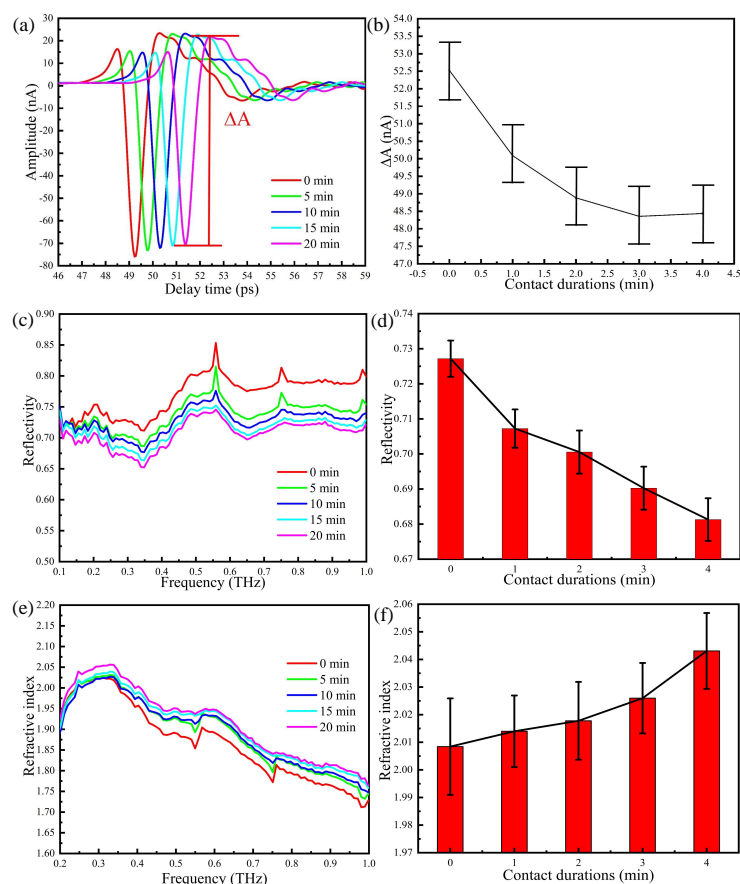 (a)
30
20
10
0
-10
-20
-30
-40
-50
-60
-70
-80
Amplitude (nA)
ΔA
0 min
5 min
10 min
15 min
20 min
46 47 48 49 50 51 52 53 54 55 56 57 58 59
Delay time (ps)
(b)
54.0
53.5
53.0
52.5
52.0
51.5
51.0
50.5
50.0
49.5
49.0
48.5
48.0
47.5
47.0
ΔA (nA)
-0.5 0.0 0.5 1.0 1.5 2.0 2.5 3.0 3.5 4.0 4.5
Contact durations (min)
(c)
0.90
0.85
0.80
0.75
0.70
0.65
0.60
0.55
0.50
Reflectivity
0 min
5 min
10 min
15 min
20 min
0.1 0.2 0.3 0.4 0.5 0.6 0.7 0.8 0.9 1.0
Frequency (THz)
(d)
0.74
0.73
0.72
0.71
0.70
0.69
0.68
0.67
Reflectivity
0 1 2 3 4
Contact durations (min)
(e)
2.20
2.15
2.10
2.05
2.00
1.95
1.90
1.85
1.80
1.75
1.70
1.65
1.60
Refractive index
0 min
5 min
10 min
15 min
20 min
0.2 0.3 0.4 0.5 0.6 0.7 0.8 0.9 1.0
Frequency (THz)
(f)
2.06
2.05
2.04
2.03
2.02
2.01
2.00
1.99
1.98
1.97
Refractive index
0 1 2 3 4
Contact durations (min)